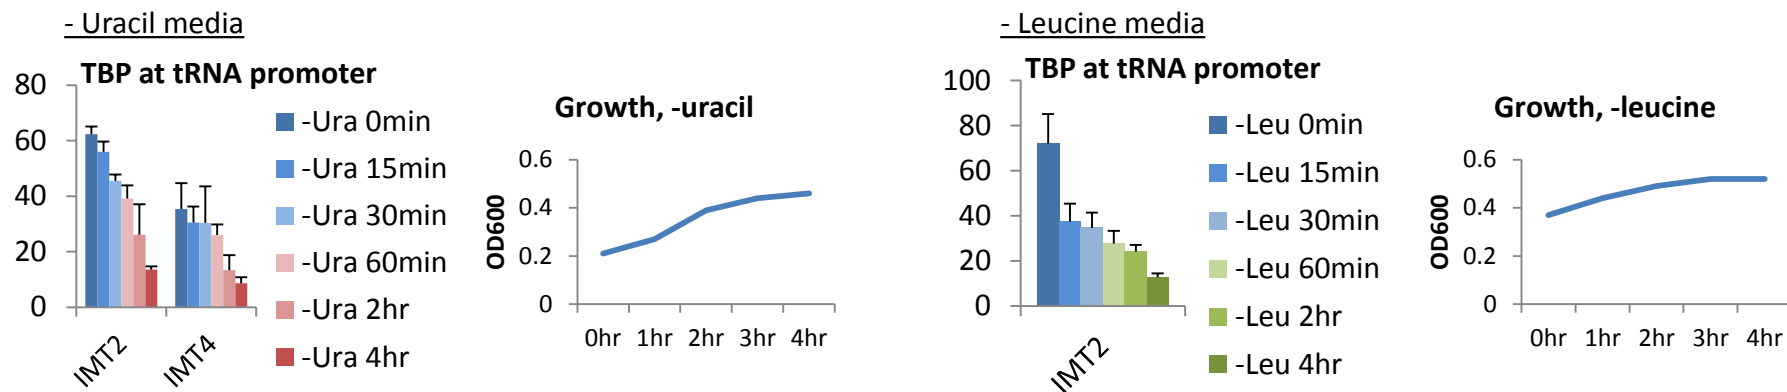 - Uracil media
TBP at tRNA promoter
80
60
40
20
0
IMT2
IMT4
-Ura 0min
-Ura 15min
-Ura 30min
-Ura 60min
-Ura 2hr
-Ura 4hr
Growth, -uracil
OD600
0.6
0.4
0.2
0
0hr 1hr 2hr 3hr 4hr
- Leucine media
TBP at tRNA promoter
100
80
60
40
20
0
IMT2
-Leu 0min
-Leu 15min
-Leu 30min
-Leu 60min
-Leu 2hr
-Leu 4hr
Growth, -leucine
OD600
0.6
0.4
0.2
0
0hr 1hr 2hr 3hr 4hr